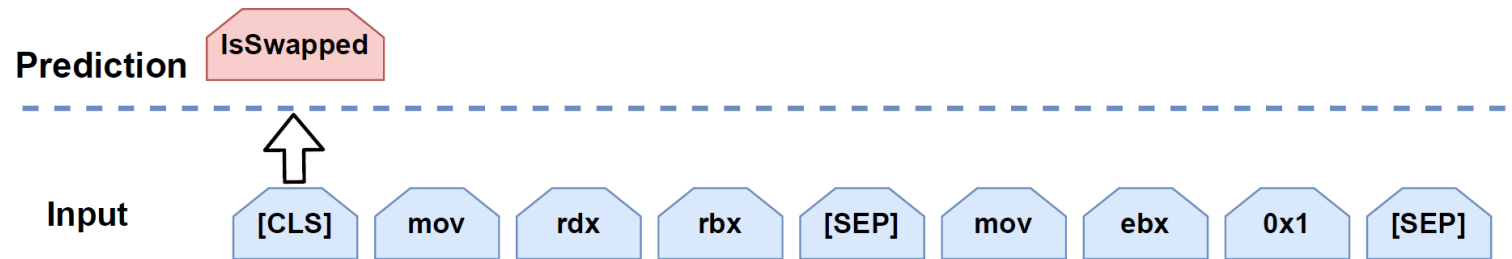 IsSwapped
Prediction
Input [CLS] mov rdx rbx [SEP] mov ebx 0x1 [SEP]